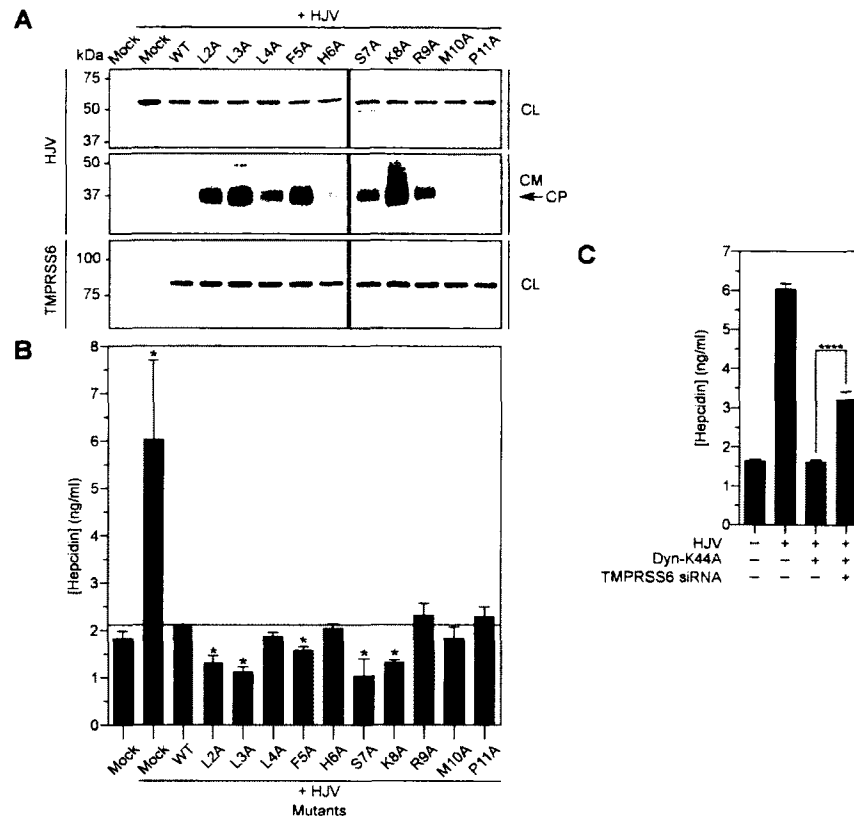 A
+ HJV
kDa Mock Mock WT L2A L3A L4A F5A H6A S7A K8A R9A M10A P11A
75
50
37
CL
HJV
50
37
CM
CP
TMPRSS6
100
75
CL
B
[Hepcidin] (ng/ml)
8
7
6
5
4
3
2
1
0
*
* * * * *
Mock Mock WT L2A L3A L4A F5A H6A S7A K8A R9A M10A P11A
+ HJV
Mutants
C
[Hepcidin] (ng/ml)
7
6
5
4
3
2
1
0
****
HJV – + + +
Dyn-K44A – – + +
TMPRSS6 siRNA – – – +